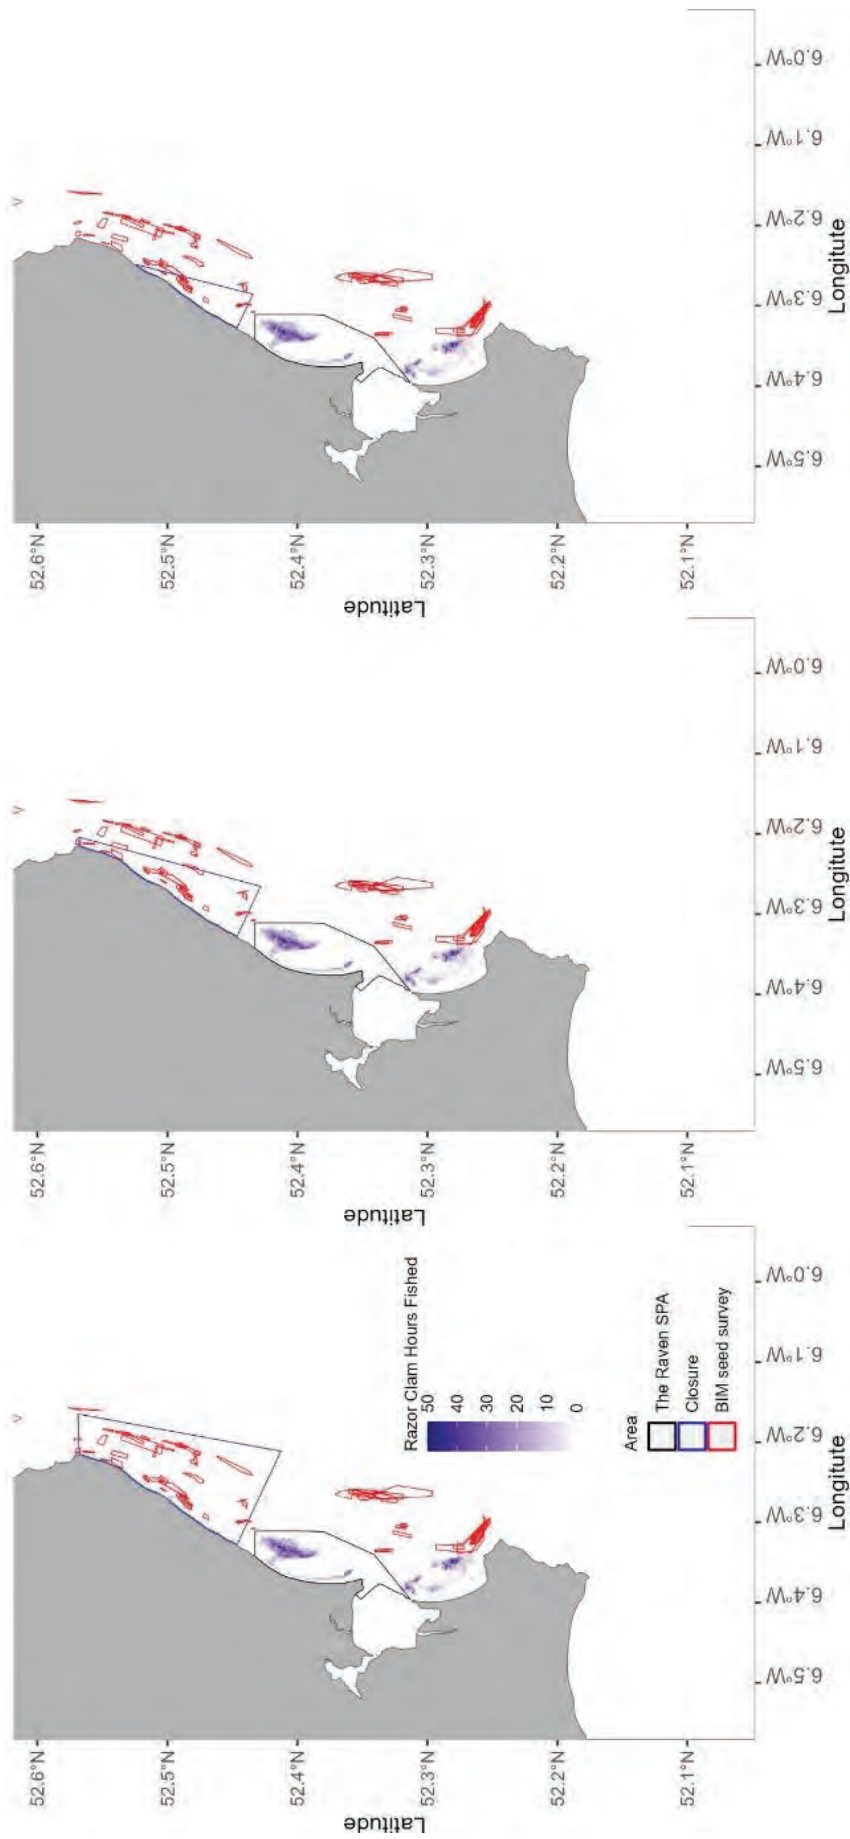 52.6°N
52.5°N
52.4°N
52.3°N
52.2°N
52.1°N
Latitude
6.5°W
6.4°W
6.3°W
6.2°W
6.1°W
6.0°W
Longitute
Razor Clam Hours Fished
50
40
30
20
10
0
Area
The Raven SPA
Closure
BIM seed survey
52.6°N
52.5°N
52.4°N
52.3°N
52.2°N
52.1°N
Latitude
6.5°W
6.4°W
6.3°W
6.2°W
6.1°W
6.0°W
Longitute
52.6°N
52.5°N
52.4°N
52.3°N
52.2°N
52.1°N
Latitude
6.5°W
6.4°W
6.3°W
6.2°W
6.1°W
6.0°W
Longitute